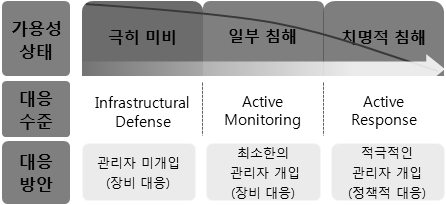 가용성
상태
극히 미비
일부 침해
치명적 침해
대응
수준
Infrastructural
Defense
Active
Monitoring
Active
Response
대응
방안
관리자 미개입
(장비 대응)
최소한의
관리자 개입
(장비 대응)
적극적인
관리자 개입
(정책적 대응)